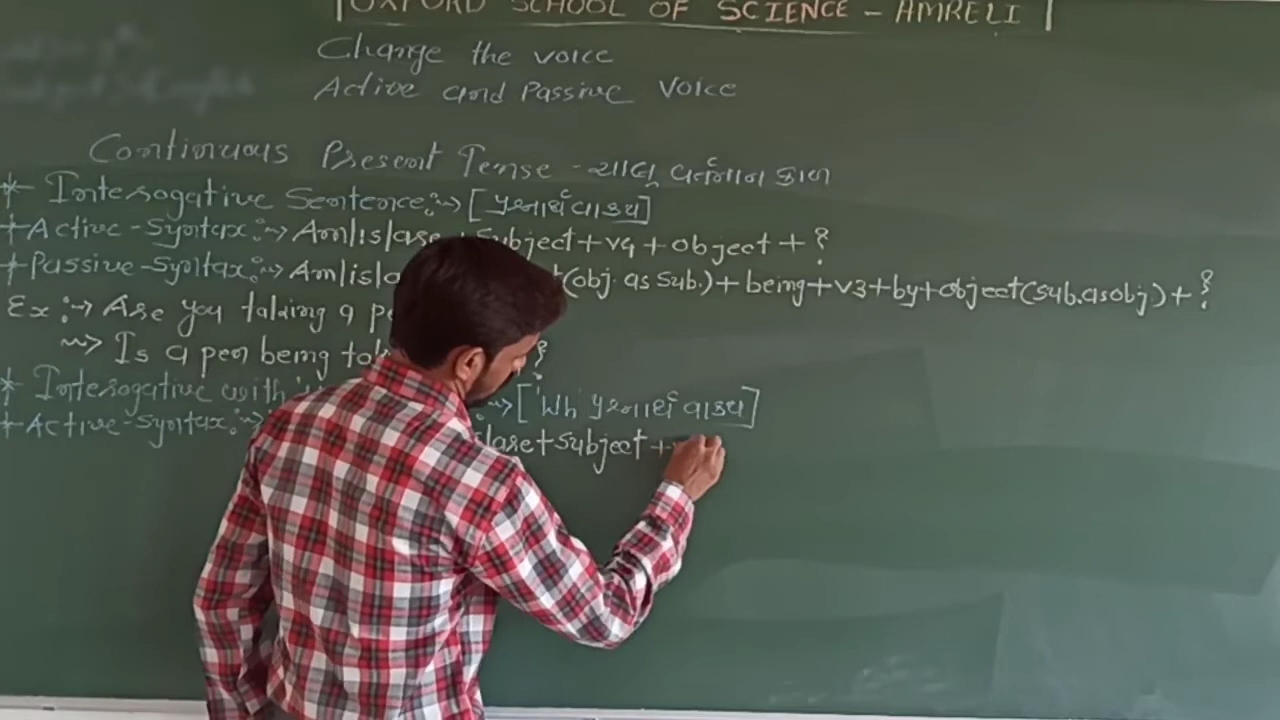 OXFORD SCHOOL OF SCIENCE - AMRELI
Change the voice
Active and Passive Voice
Continuous Present Tense - ચાલુ વર્તમાન કાળ
* Interogative Sentence:→ [પ્રશ્નાર્થ વાક્ય]
+Active-Syntax:→ Am|is|are + Subject+v4 + object + ?
+Passive-Syntax:→ Am|is|a (obj. as Sub.)+ being+v3+by+object(sub.asobj) + ?
Ex:→ Are you taking a pe
→ Is a pen being ta ?
* Interogative with →['Wh' પ્રશ્નાર્થ વાક્ય]
+Active-Syntax:→ are+Subject +